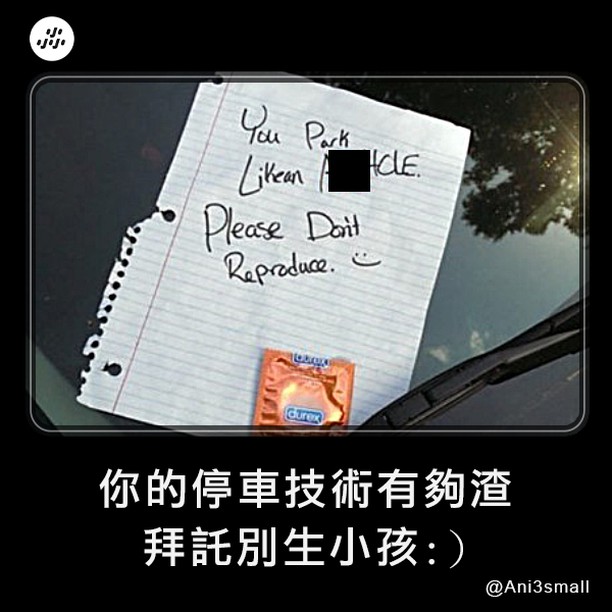 You Park
Likean
Please Don't
Reproduce.
durex
durex
你的停車技術有夠渣
拜託別生小孩:)
@Ani3small